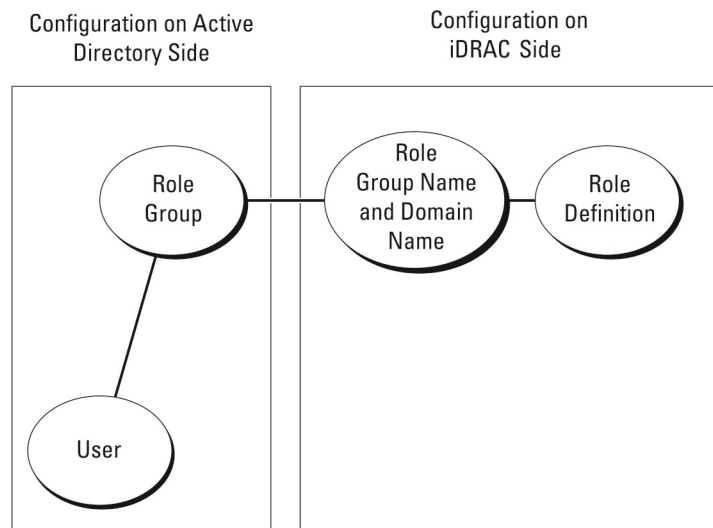 Configuration on Active
Directory Side
Configuration on
iDRAC Side
Role
Group
Role
Group Name
and Domain
Name
Role
Definition
User